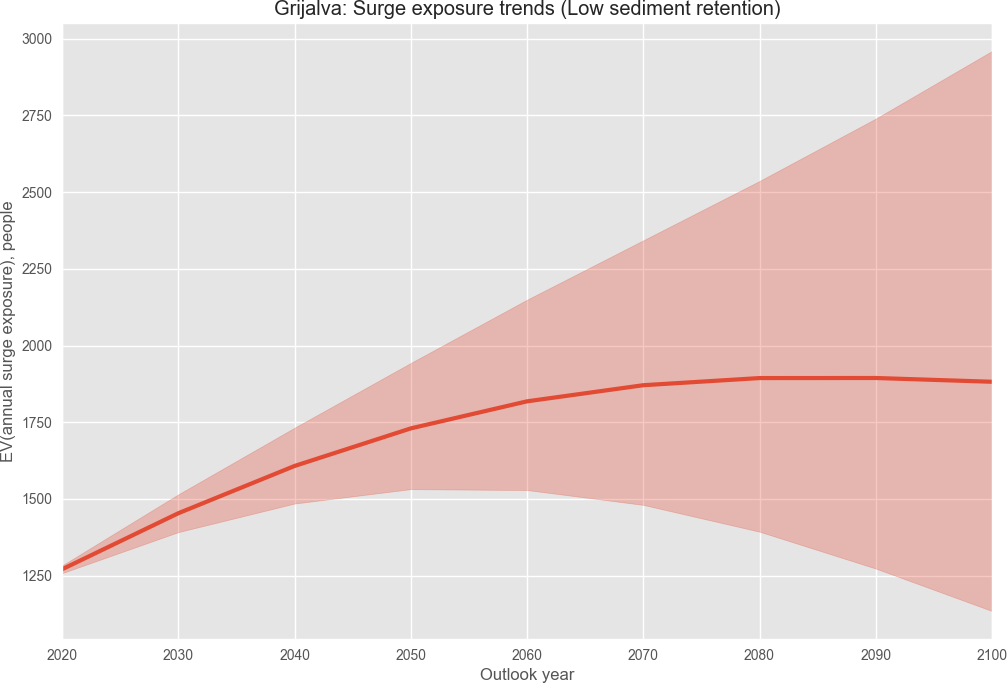 Grijalva: Surge exposure trends (Low sediment retention)
EV(annual surge exposure), people
3000
2750
2500
2250
2000
1750
1500
1250
2020 2030 2040 2050 2060 2070 2080 2090 2100
Outlook year